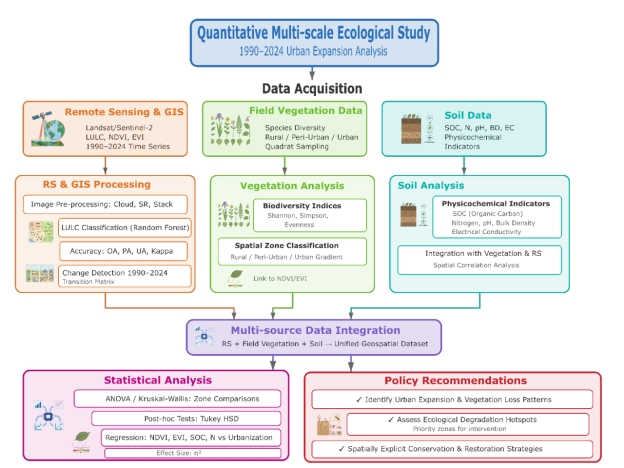 Quantitative Multi-scale Ecological Study
1990–2024 Urban Expansion Analysis
Data Acquisition
Remote Sensing & GIS
Landsat/Sentinel-2
LULC, NDVI, EVI
1990–2024 Time Series
Field Vegetation Data
Species Diversity
Rural / Peri-Urban / Urban
Quadrat Sampling
Soil Data
SOC, N, pH, BD, EC
Physicochemical
Indicators
RS & GIS Processing
Image Pre-processing: Cloud, SR, Stack
LULC Classification (Random Forest)
Accuracy: OA, PA, UA, Kappa
Change Detection 1990–2024
Transition Matrix
Vegetation Analysis
Biodiversity Indices
Shannon, Simpson,
Evenness
Spatial Zone Classification
Rural / Peri-Urban / Urban Gradient
Link to NDVI/EVI
Soil Analysis
Physicochemical Indicators
SOC (Organic Carbon)
Nitrogen, pH, Bulk Density
Electrical Conductivity
Integration with Vegetation & RS
Spatial Correlation Analysis
Multi-source Data Integration
RS + Field Vegetation + Soil → Unified Geospatial Dataset
Statistical Analysis
ANOVA / Kruskal-Wallis: Zone Comparisons
Post-hoc Tests: Tukey HSD
Regression: NDVI, EVI, SOC, N vs Urbanization
Effect Size: η²
Policy Recommendations
✓ Identify Urban Expansion & Vegetation Loss Patterns
✓ Assess Ecological Degradation Hotspots
Priority zones for intervention
✓ Spatially Explicit Conservation & Restoration Strategies